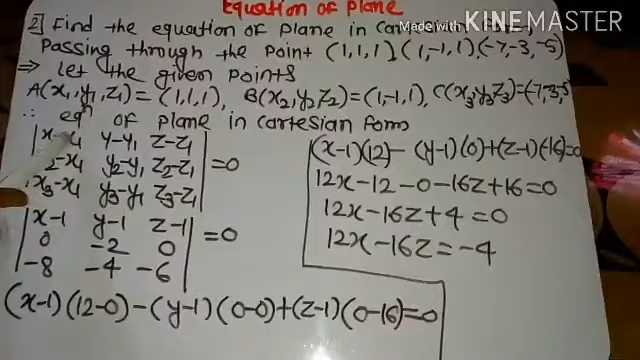 Equation of Plane
Made with KINEMASTER
2] Find the equation of plane in cartesian form
Passing through the point (1,1,1), (1,-1,1), (-7,-3,-5)
⇒ Let the given points
A(x₁,y₁,z₁)=(1,1,1), B(x₂,y₂,z₂)=(1,-1,1), C(x₃,y₃,z₃)=(-7,-3,-5
∴ eqⁿ of plane in cartesian form
|x-x₁ y-y₁ z-z₁|
|₂-x₁ y₂-y₁ z₂-z₁| =0
|x₃-x₁ y₃-y₁ z₃-z₁|
|x-1 y-1 z-1|
|0 -2 0| =0
|-8 -4 -6|
(x-1)(12-0)-(y-1)(0-0)+(z-1)(0-16)=0
(x-1)(12)-(y-1)(0)+(z-1)(-16)=0
12x-12-0-16z+16=0
12x-16z+4=0
12x-16z=-4